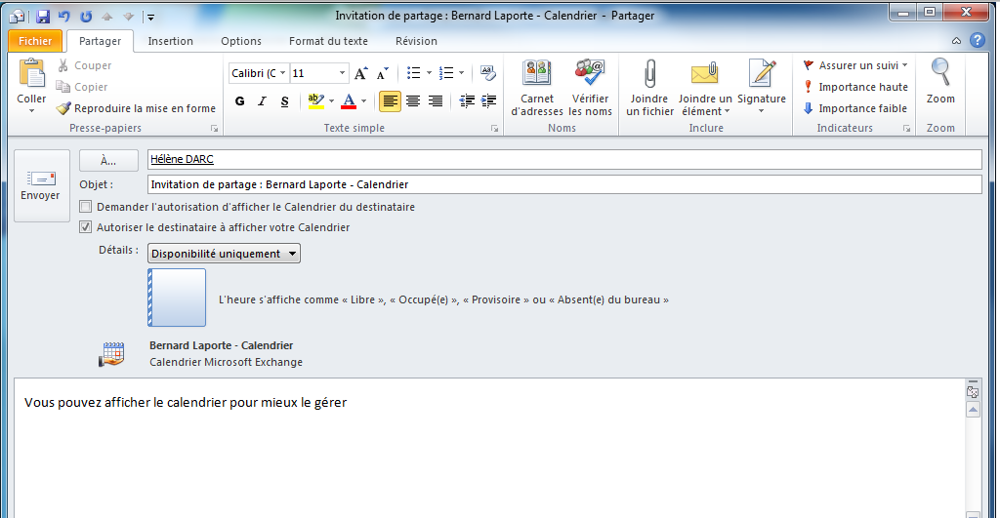 Invitation de partage : Bernard Laporte - Calendrier - Partager
Fichier Partager Insertion Options Format du texte Révision
Coller
Couper
Copier
Reproduire la mise en forme
Presse-papiers
Calibri (C 11
G I S
Texte simple
Carnet d'adresses
Vérifier les noms
Noms
Joindre un fichier
Joindre un élément
Signature
Inclure
Assurer un suivi
Importance haute
Importance faible
Indicateurs
Zoom
Zoom
Envoyer
À... Hélène DARC
Objet : Invitation de partage : Bernard Laporte - Calendrier
Demander l'autorisation d'afficher le Calendrier du destinataire
Autoriser le destinataire à afficher votre Calendrier
Détails : Disponibilité uniquement
L'heure s'affiche comme « Libre », « Occupé(e) », « Provisoire » ou « Absent(e) du bureau »
Bernard Laporte - Calendrier
Calendrier Microsoft Exchange
Vous pouvez afficher le calendrier pour mieux le gérer